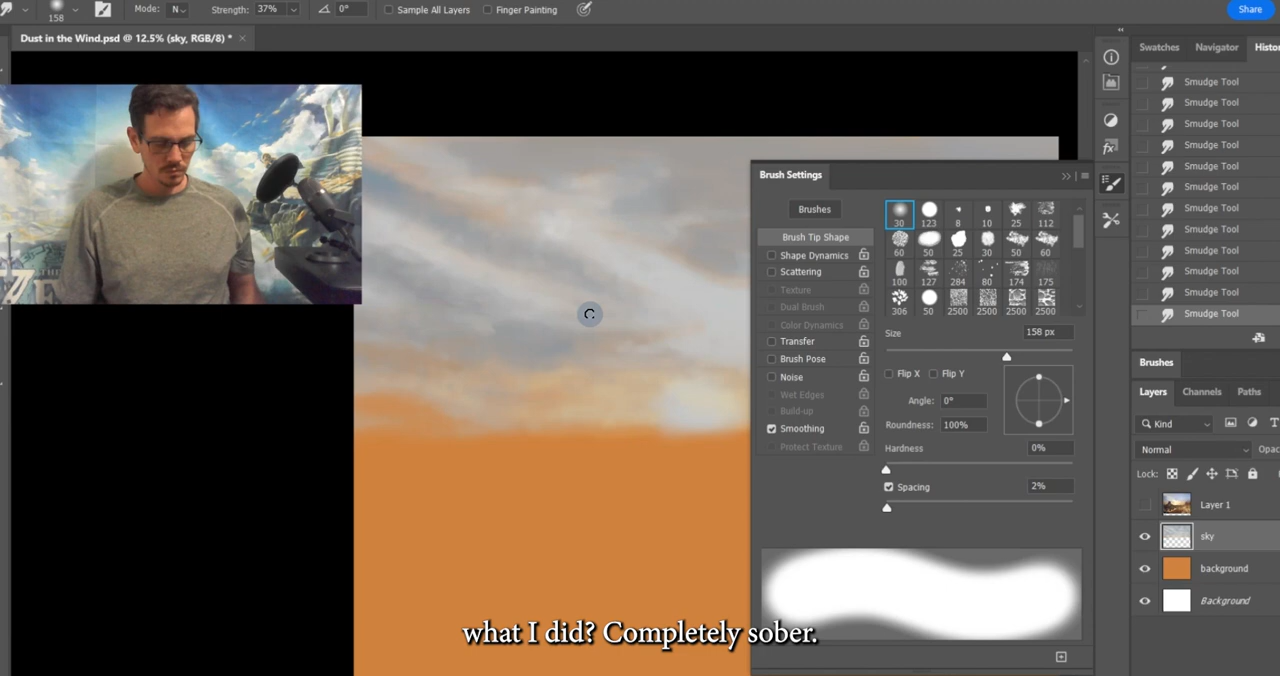 Mode: N Strength: 37% 0° Sample All Layers Finger Painting Share
158
Dust in the Wind.psd @ 12.5% (sky, RGB/8) * ×
Swatches Navigator Histo
Smudge Tool
Smudge Tool
Smudge Tool
Smudge Tool
Smudge Tool
Smudge Tool
Smudge Tool
Smudge Tool
Smudge Tool
Smudge Tool
Smudge Tool
Smudge Tool
Brush Settings
Brushes
Brush Tip Shape
Shape Dynamics
Scattering
Texture
Dual Brush
Color Dynamics
Transfer
Brush Pose
Noise
Wet Edges
Build-up
Smoothing
Protect Texture
30 123 8 10 25 112
60 50 25 30 50 60
100 127 284 80 174 175
306 50 2500 2500 2500 2500
Size 158 px
Flip X Flip Y
Angle: 0°
Roundness: 100%
Hardness 0%
Spacing 2%
Brushes
Layers Channels Paths
Kind
Normal Opac
Lock:
Layer 1
sky
background
Background
what I did? Completely sober.